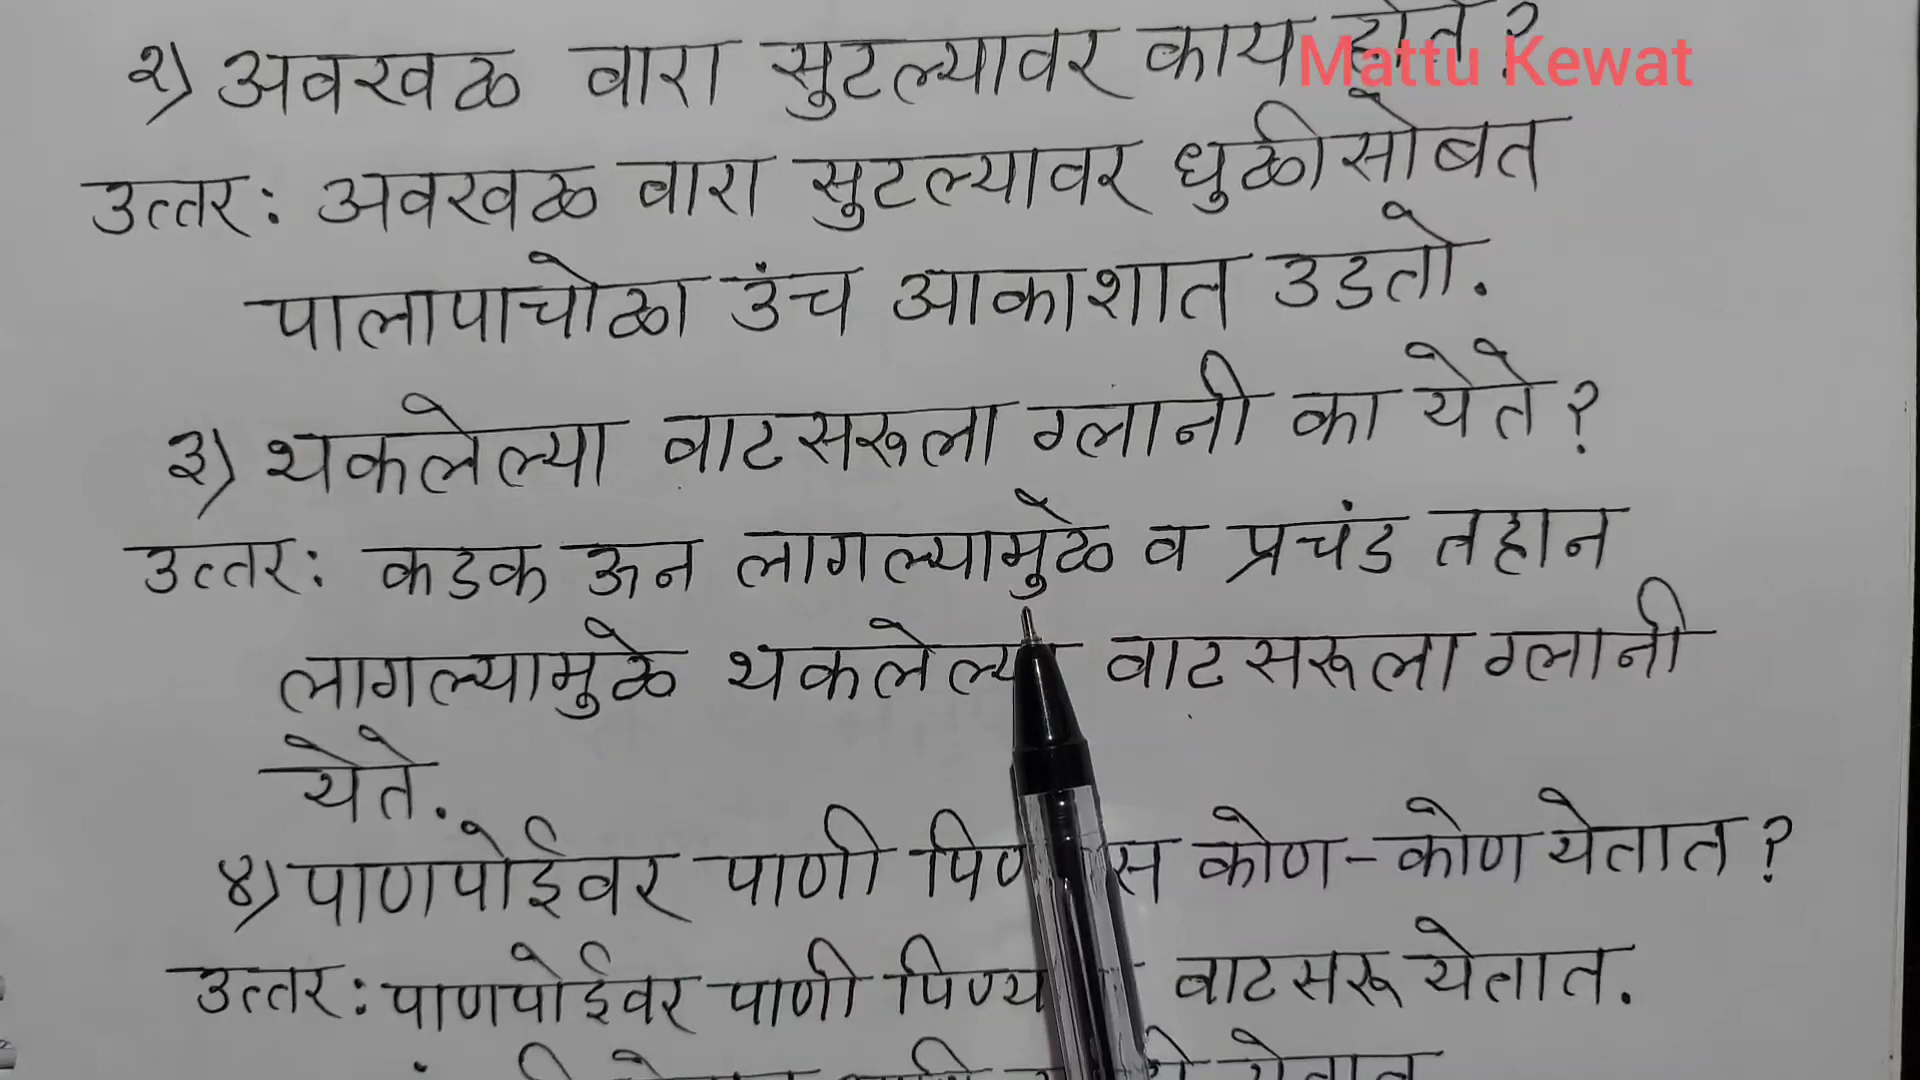 २) अवखळ वारा सुटल्यावर काय होते?
Mattu Kewat
उत्तर: अवखळ वारा सुटल्यावर धुळीसोबत
पालापाचोळा उंच आकाशात उडतो.
३) थकलेल्या वाटसरूला ग्लानी का येते?
उत्तर: कडक ऊन लागल्यामुळे व प्रचंड तहान
लागल्यामुळे थकलेल्या वाटसरूला ग्लानी
येते.
४) पाणपोईवर पाणी कोण-कोण येतात?
उत्तर: पाणपोईवर पाणी वाटसरू येतात.